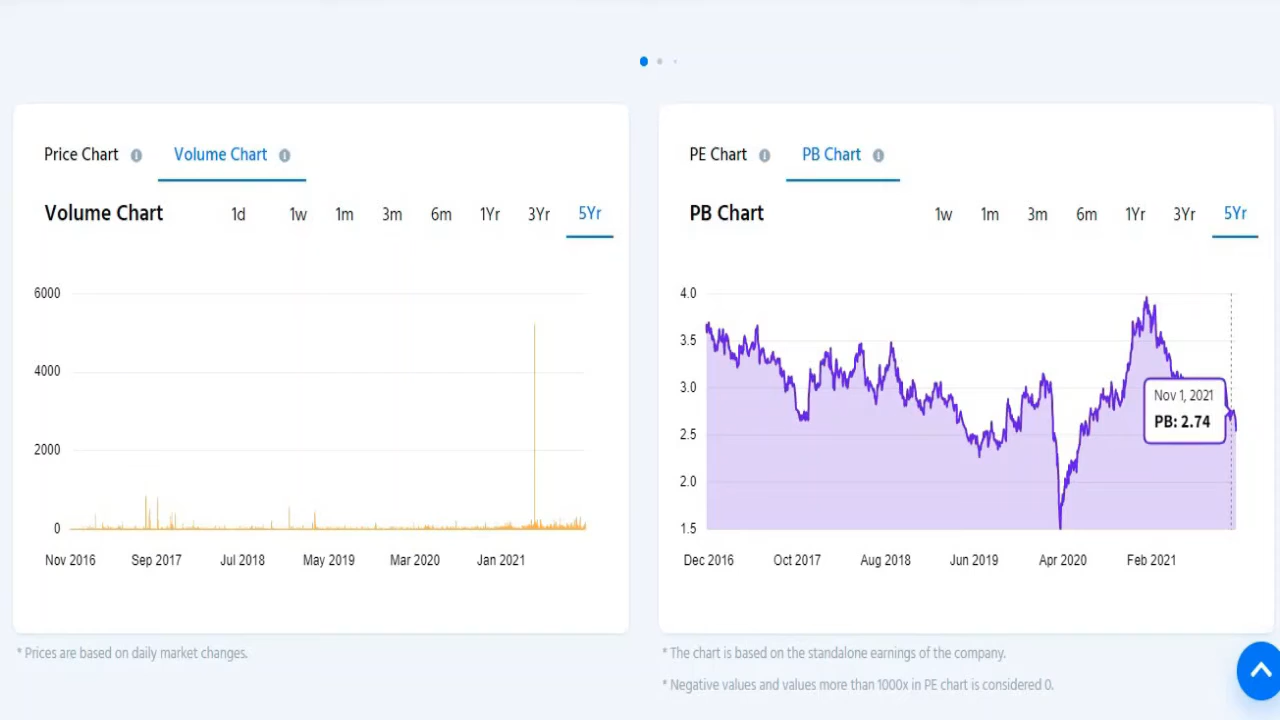 Price Chart
Volume Chart
Volume Chart
1d 1w 1m 3m 6m 1Yr 3Yr 5Yr
6000
4000
2000
0
Nov 2016 Sep 2017 Jul 2018 May 2019 Mar 2020 Jan 2021
* Prices are based on daily market changes.
PE Chart
PB Chart
PB Chart
1w 1m 3m 6m 1Yr 3Yr 5Yr
4.0
3.5
3.0
2.5
2.0
1.5
Nov 1, 2021
PB: 2.74
Dec 2016 Oct 2017 Aug 2018 Jun 2019 Apr 2020 Feb 2021
* The chart is based on the standalone earnings of the company.
* Negative values and values more than 1000x in PE chart is considered 0.